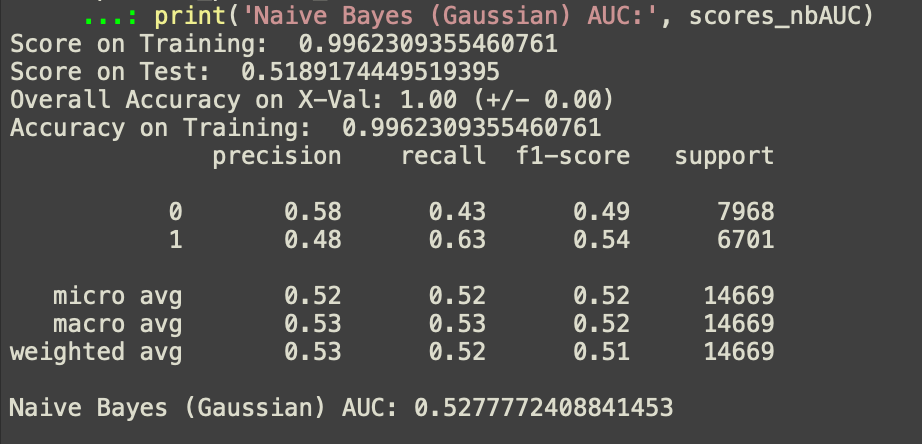 ...: print('Naive Bayes (Gaussian) AUC:', scores_nbAUC)
Score on Training:  0.9962309355460761
Score on Test:  0.5189174449519395
Overall Accuracy on X-Val: 1.00 (+/- 0.00)
Accuracy on Training:  0.9962309355460761
precision    recall  f1-score   support
0       0.58      0.43      0.49      7968
1       0.48      0.63      0.54      6701
micro avg       0.52      0.52      0.52     14669
macro avg       0.53      0.53      0.52     14669
weighted avg       0.53      0.52      0.51     14669
Naive Bayes (Gaussian) AUC: 0.5277772408841453